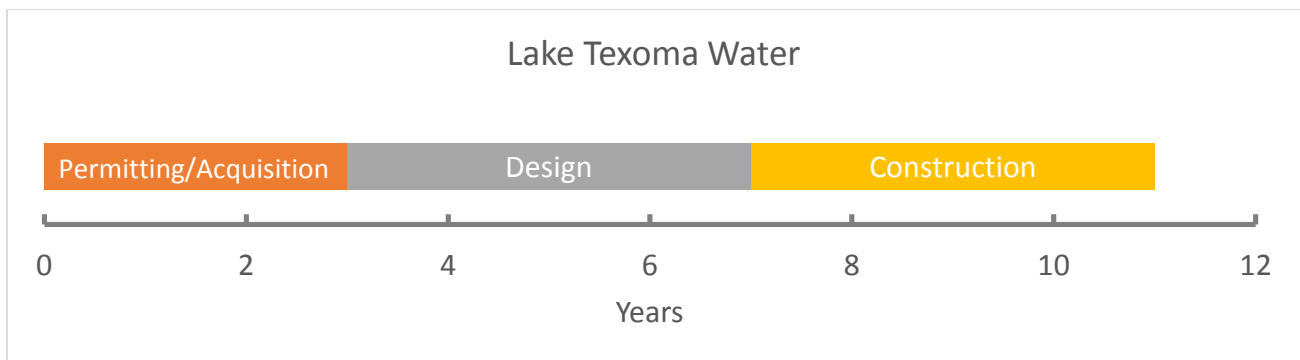 Lake Texoma Water
Permitting/Acquisition Design Construction
0 2 4 6 8 10 12
Years